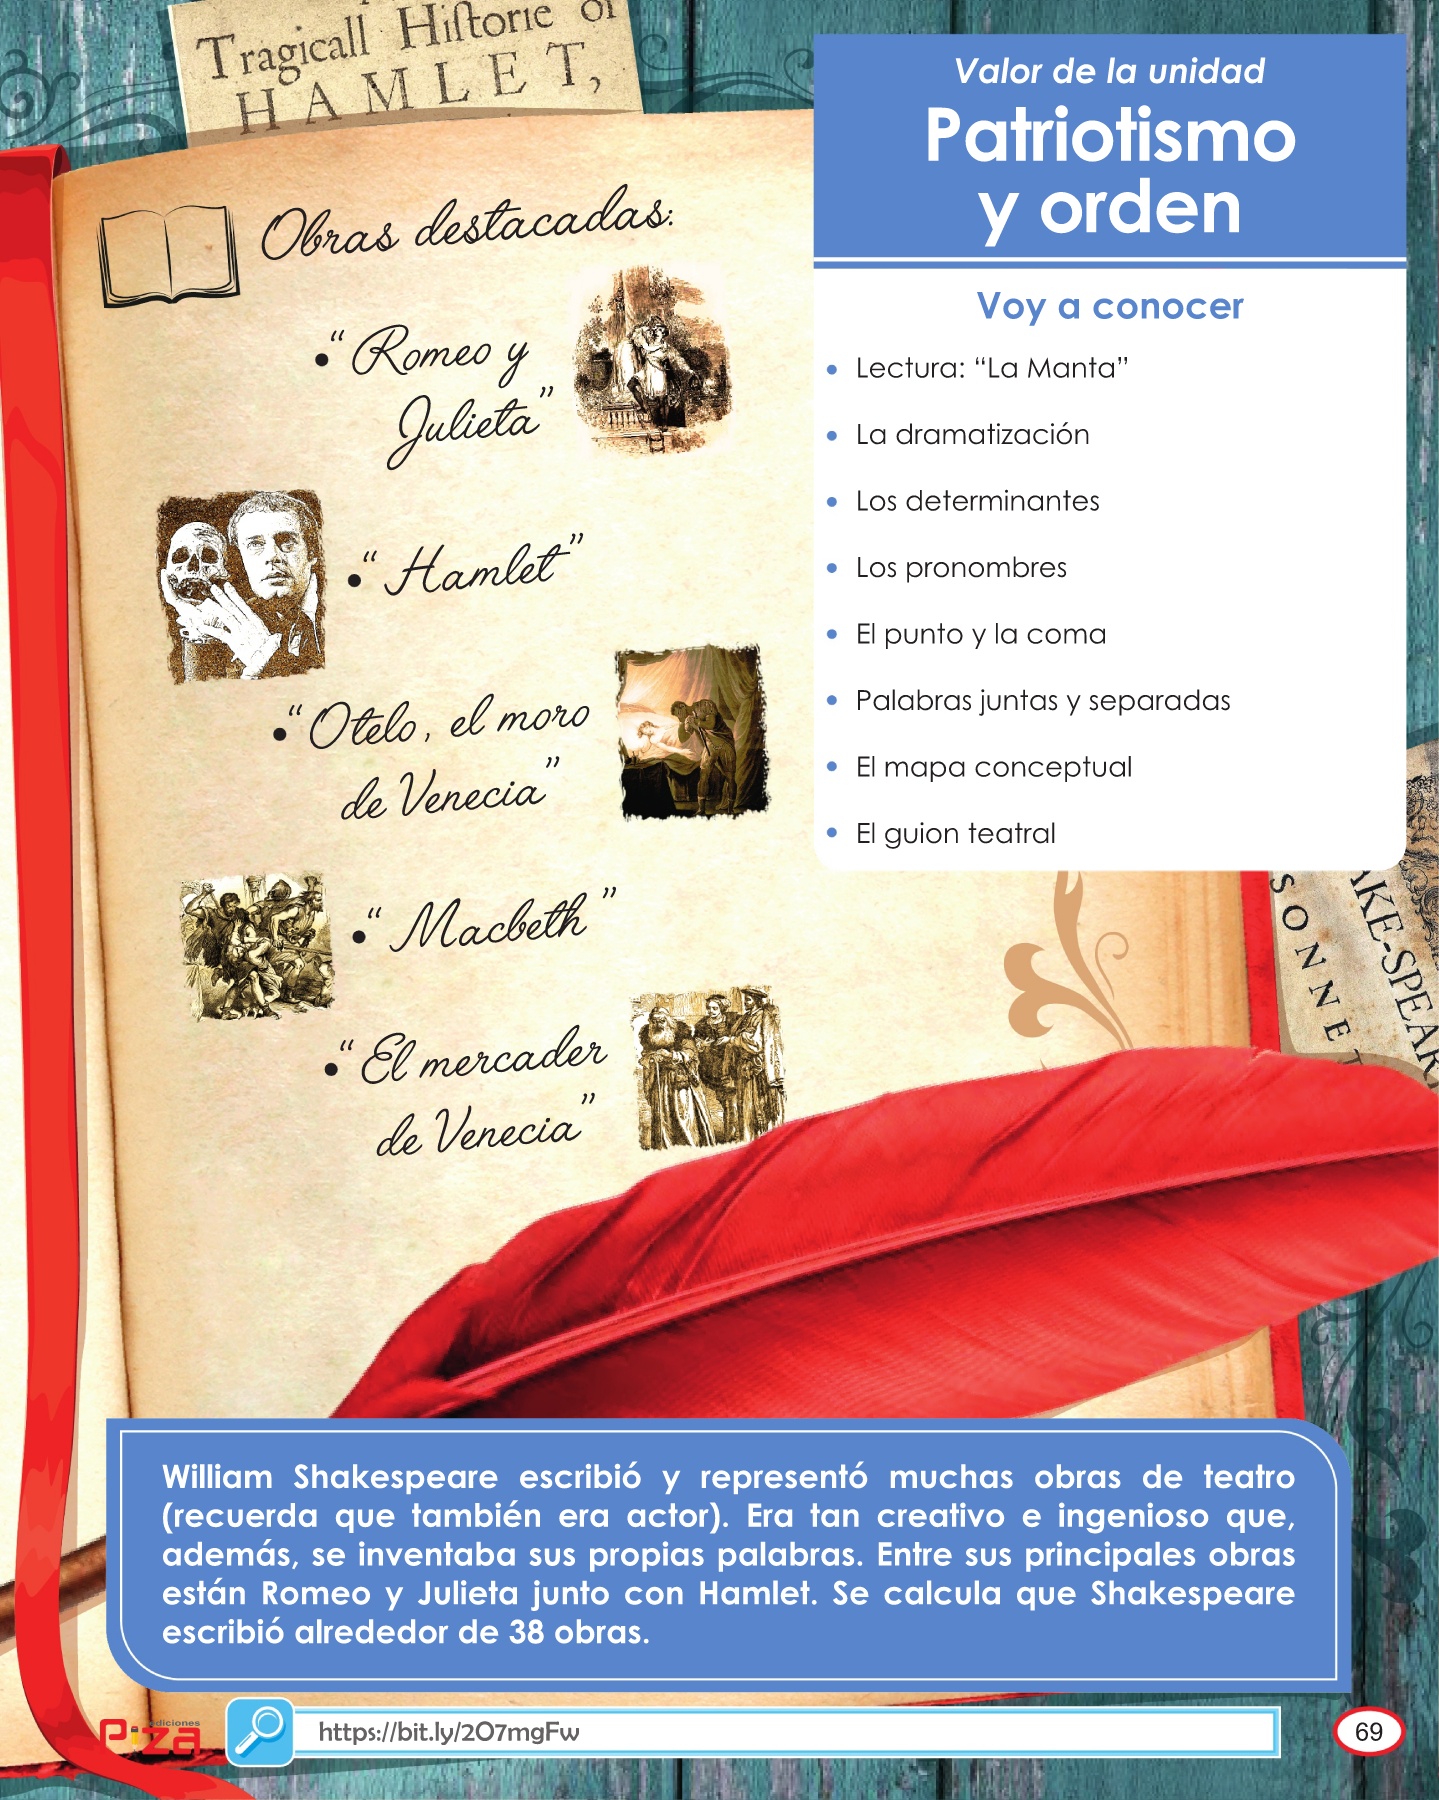 Tragicall Historie of
HAMLET,
Valor de la unidad
Patriotismo
y orden
Obras destacadas:
•“Romeo y
Julieta”
•“Hamlet”
•“Otelo, el moro
de Venecia”
•“Macbeth”
•“El mercader
de Venecia”
Voy a conocer
• Lectura: “La Manta”
• La dramatización
• Los determinantes
• Los pronombres
• El punto y la coma
• Palabras juntas y separadas
• El mapa conceptual
• El guion teatral
AKE-SPEAR
SONNET
William Shakespeare escribió y representó muchas obras de teatro
(recuerda que también era actor). Era tan creativo e ingenioso que,
además, se inventaba sus propias palabras. Entre sus principales obras
están Romeo y Julieta junto con Hamlet. Se calcula que Shakespeare
escribió alrededor de 38 obras.
ediciones
Piza
https://bit.ly/2O7mgFw
69